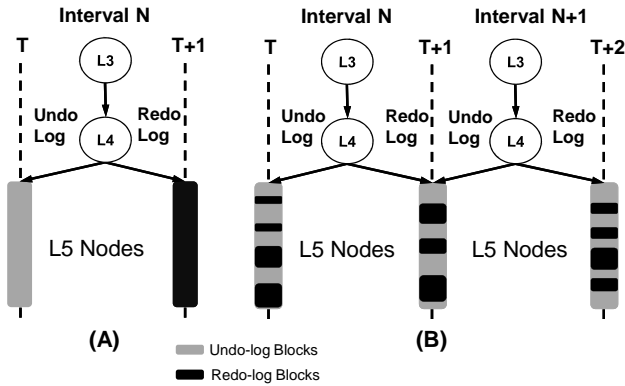 Interval N
T
T+1
L3
Undo
Log
Redo
Log
L4
L5 Nodes
(A)
Interval N
Interval N+1
T
T+1
T+2
L3
L3
Undo
Log
Redo
Log
Undo
Log
Redo
Log
L4
L4
L5 Nodes
L5 Nodes
(B)
Undo-log Blocks
Redo-log Blocks